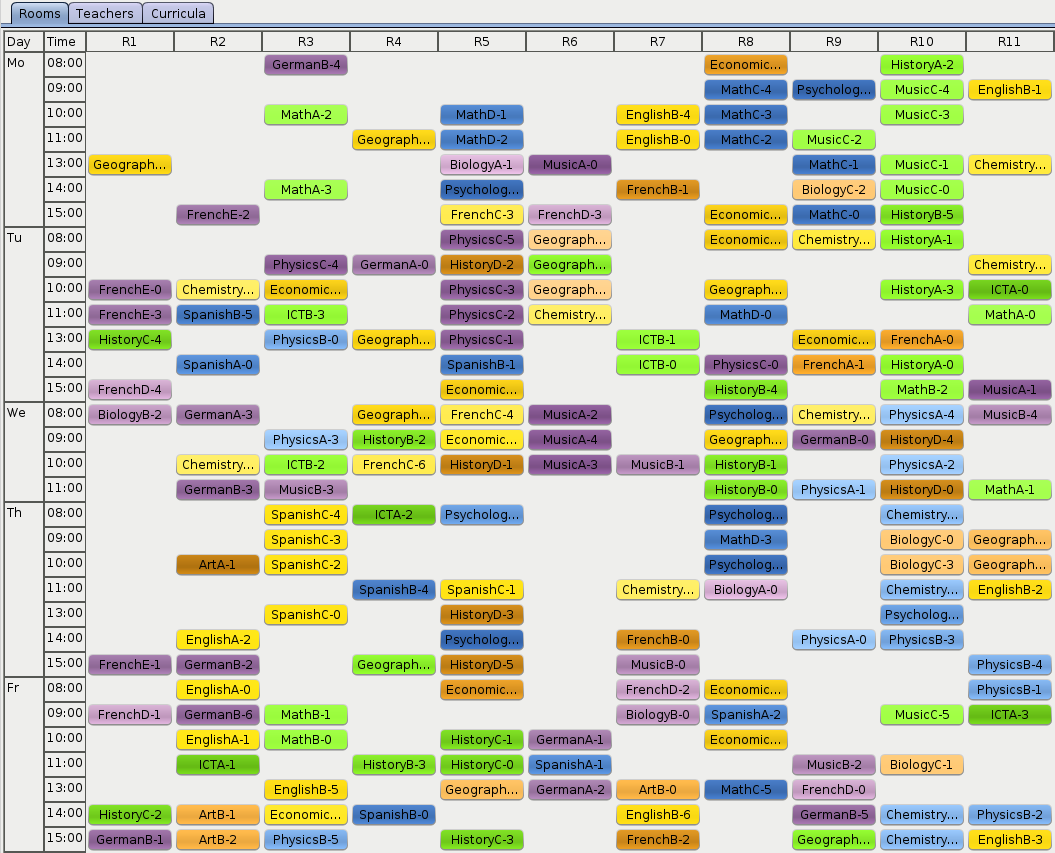 Rooms Teachers Curricula
Day Time R1 R2 R3 R4 R5 R6 R7 R8 R9 R10 R11
Mo 08:00 GermanB-4 Economic... HistoryA-2
09:00 MathC-4 Psycholog... MusicC-4 EnglishB-1
10:00 MathA-2 MathD-1 EnglishB-4 MathC-3 MusicC-3
11:00 Geograph... MathD-2 EnglishB-0 MathC-2 MusicC-2
13:00 Geograph... BiologyA-1 MusicA-0 MathC-1 MusicC-1 Chemistry...
14:00 MathA-3 Psycholog... FrenchB-1 BiologyC-2 MusicC-0
15:00 FrenchE-2 FrenchC-3 FrenchD-3 Economic... MathC-0 HistoryB-5
Tu 08:00 PhysicsC-5 Geograph... Economic... Chemistry... HistoryA-1
09:00 PhysicsC-4 GermanA-0 HistoryD-2 Geograph... Chemistry...
10:00 FrenchE-0 Chemistry... Economic... PhysicsC-3 Geograph... Geograph... HistoryA-3 ICTA-0
11:00 FrenchE-3 SpanishB-5 ICTB-3 PhysicsC-2 Chemistry... MathD-0 MathA-0
13:00 HistoryC-4 PhysicsB-0 Geograph... PhysicsC-1 ICTB-1 Economic... FrenchA-0
14:00 SpanishA-0 SpanishB-1 ICTB-0 PhysicsC-0 FrenchA-1 HistoryA-0
15:00 FrenchD-4 Economic... HistoryB-4 MathB-2 MusicA-1
We 08:00 BiologyB-2 GermanA-3 Geograph... FrenchC-4 MusicA-2 Psycholog... Chemistry... PhysicsA-4 MusicB-4
09:00 PhysicsA-3 HistoryB-2 Economic... MusicA-4 Geograph... GermanB-0 HistoryD-4
10:00 Chemistry... ICTB-2 FrenchC-6 HistoryD-1 MusicA-3 MusicB-1 HistoryB-1 PhysicsA-2
11:00 GermanB-3 MusicB-3 HistoryB-0 PhysicsA-1 HistoryD-0 MathA-1
Th 08:00 SpanishC-4 ICTA-2 Psycholog... Psycholog... Chemistry...
09:00 SpanishC-3 MathD-3 BiologyC-0 Geograph...
10:00 ArtA-1 SpanishC-2 Psycholog... BiologyC-3 Geograph...
11:00 SpanishB-4 SpanishC-1 Chemistry... BiologyA-0 Chemistry... EnglishB-2
13:00 SpanishC-0 HistoryD-3 Psycholog...
14:00 EnglishA-2 Psycholog... FrenchB-0 PhysicsA-0 PhysicsB-3
15:00 FrenchE-1 GermanB-2 Geograph... HistoryD-5 MusicB-0 PhysicsB-4
Fr 08:00 EnglishA-0 Economic... FrenchD-2 Economic... PhysicsB-1
09:00 FrenchD-1 GermanB-6 MathB-1 BiologyB-0 SpanishA-2 MusicC-5 ICTA-3
10:00 EnglishA-1 MathB-0 HistoryC-1 GermanA-1 Economic...
11:00 ICTA-1 HistoryB-3 HistoryC-0 SpanishA-1 MusicB-2 BiologyC-1
13:00 EnglishB-5 Geograph... GermanA-2 ArtB-0 MathC-5 FrenchD-0
14:00 HistoryC-2 ArtB-1 Economic... SpanishB-0 EnglishB-6 GermanB-5 Chemistry... PhysicsB-2
15:00 GermanB-1 ArtB-2 PhysicsB-5 HistoryC-3 FrenchB-2 Geograph... Chemistry... EnglishB-3